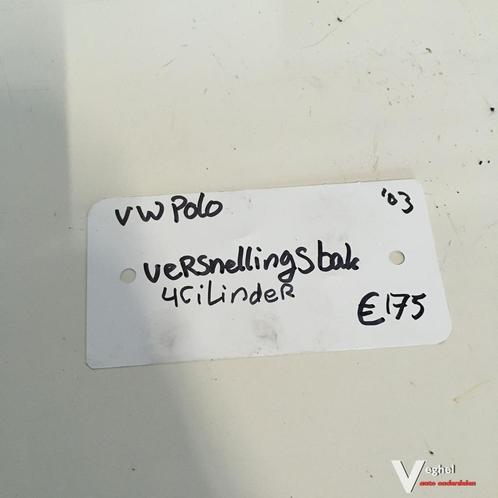 VW Polo '03
Versnellingsbak
4Cilinder
€175
Veghel
auto onderdelen